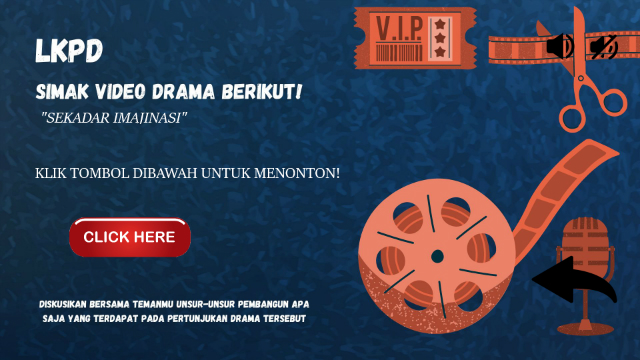 V.I.P.
LKPD
SIMAK VIDEO DRAMA BERIKUT!
"SEKADAR IMAJINASI"
KLIK TOMBOL DIBAWAH UNTUK MENONTON!
CLICK HERE
DISKUSIKAN BERSAMA TEMANMU UNSUR-UNSUR PEMBANGUN APA
SAJA YANG TERDAPAT PADA PERTUNJUKAN DRAMA TERSEBUT